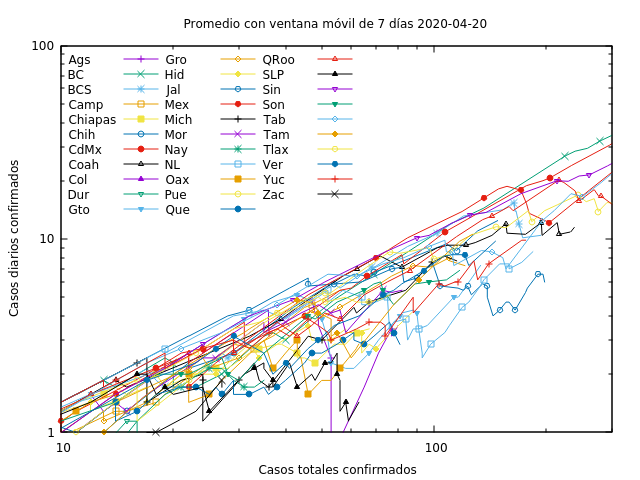 Promedio con ventana móvil de 7 días 2020-04-20
Casos diarios confirmados
100
10
1
Ags
BC
BCS
Camp
Chiapas
Chih
CdMx
Coah
Col
Dur
Gto
Gro
Hid
Jal
Mex
Mich
Mor
Nay
NL
Oax
Pue
Que
QRoo
SLP
Sin
Son
Tab
Tam
Tlax
Ver
Yuc
Zac
10
100
Casos totales confirmados